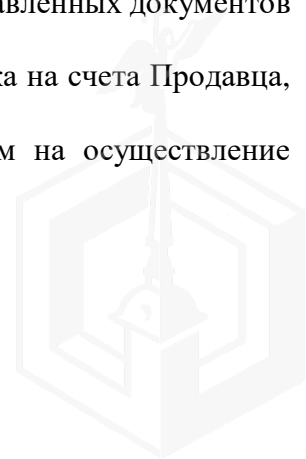 авленных документов
ка на счета Продавца,
м на осуществление